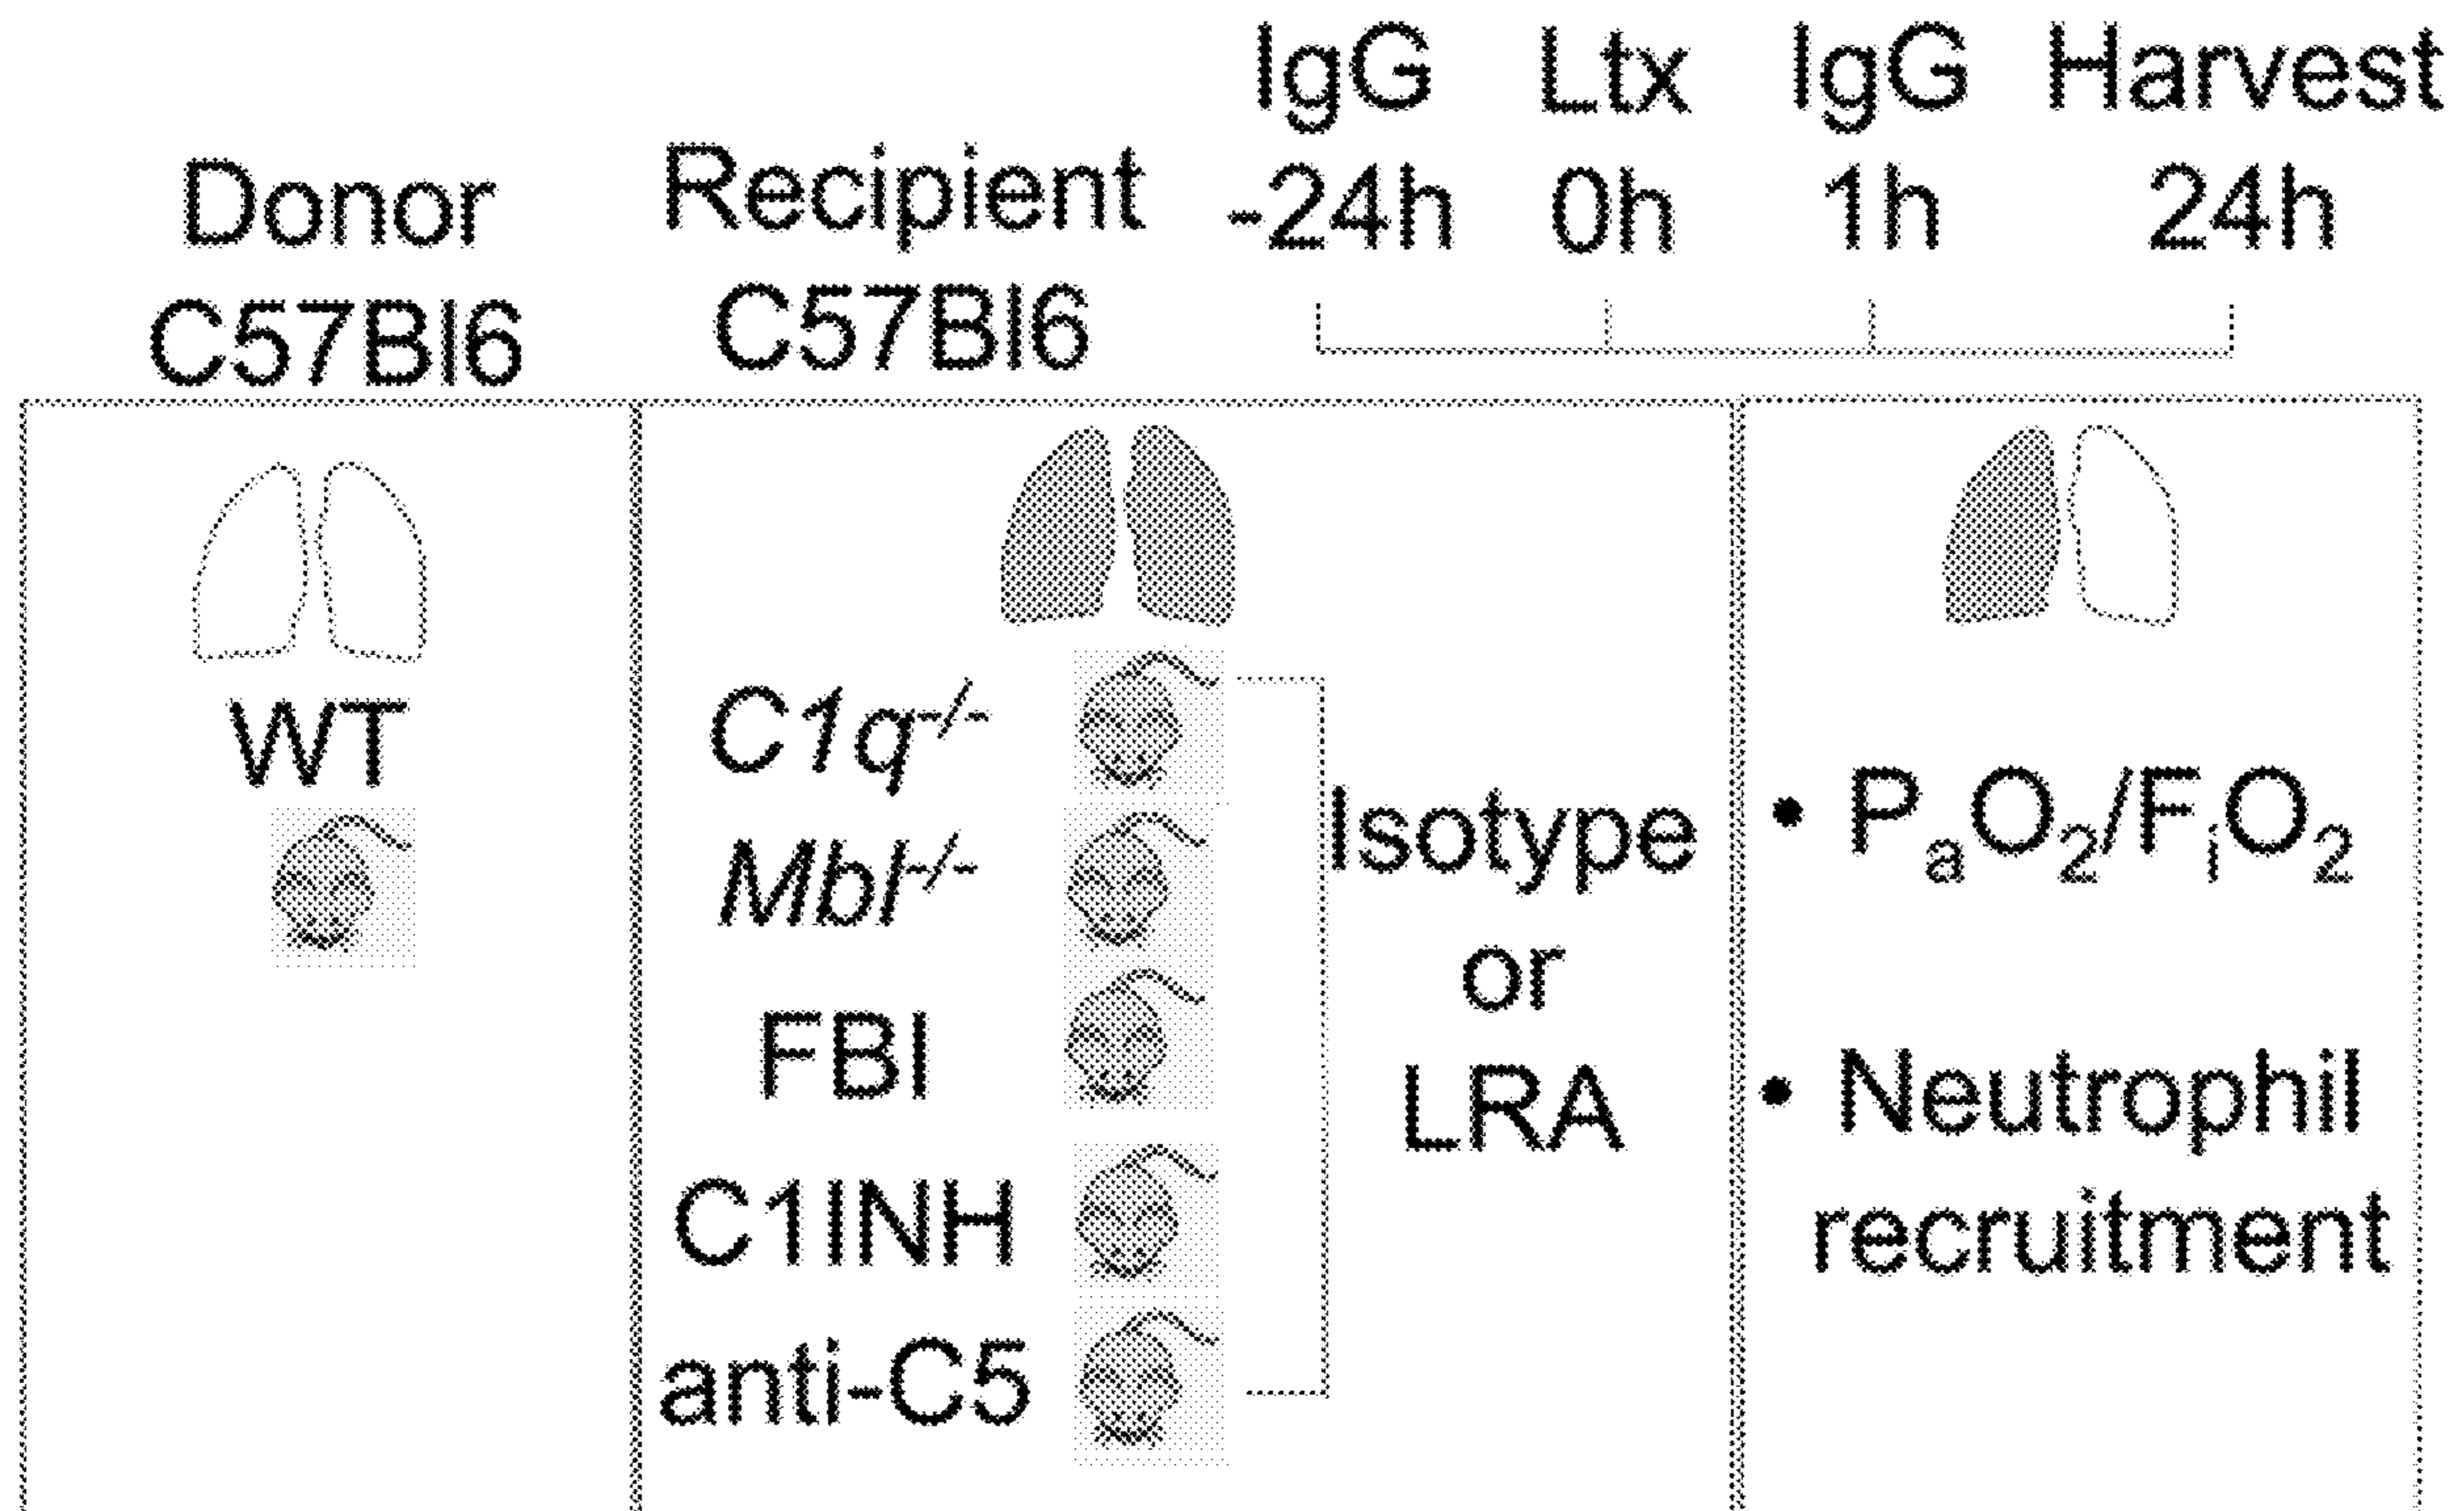 Donor
C57Bl6
Recipient
C57Bl6
IgG Ltx IgG Harvest
-24h 0h 1h 24h
WT
C1q-/-
Mbl-/-
FBI
C1INH
anti-C5
Isotype
or
LRA
• PaO2/FiO2
• Neutrophil
recruitment